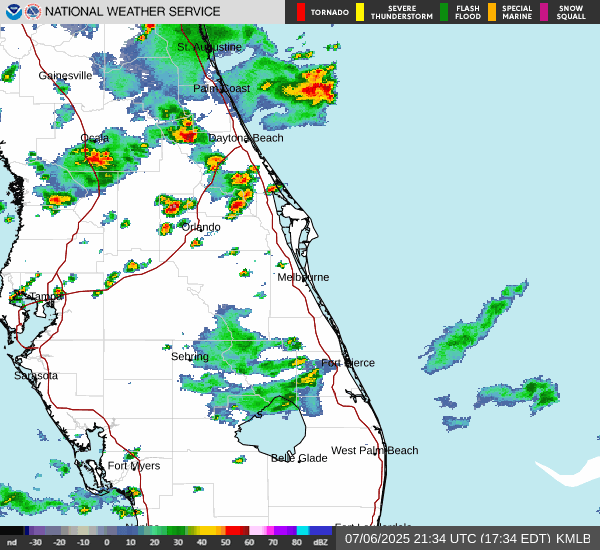 NATIONAL WEATHER SERVICE
TORNADO
SEVERE THUNDERSTORM
FLASH FLOOD
SPECIAL MARINE
SNOW SQUALL
St. Augustine
Gainesville
Palm Coast
Ocala
Daytona Beach
Orlando
Melbourne
Tampa
Sebring
Fort Pierce
Sarasota
West Palm Beach
Belle Glade
Fort Myers
nd -30 -20 -10 0 10 20 30 40 50 60 70 80 dBZ
07/06/2025 21:34 UTC (17:34 EDT) KMLB